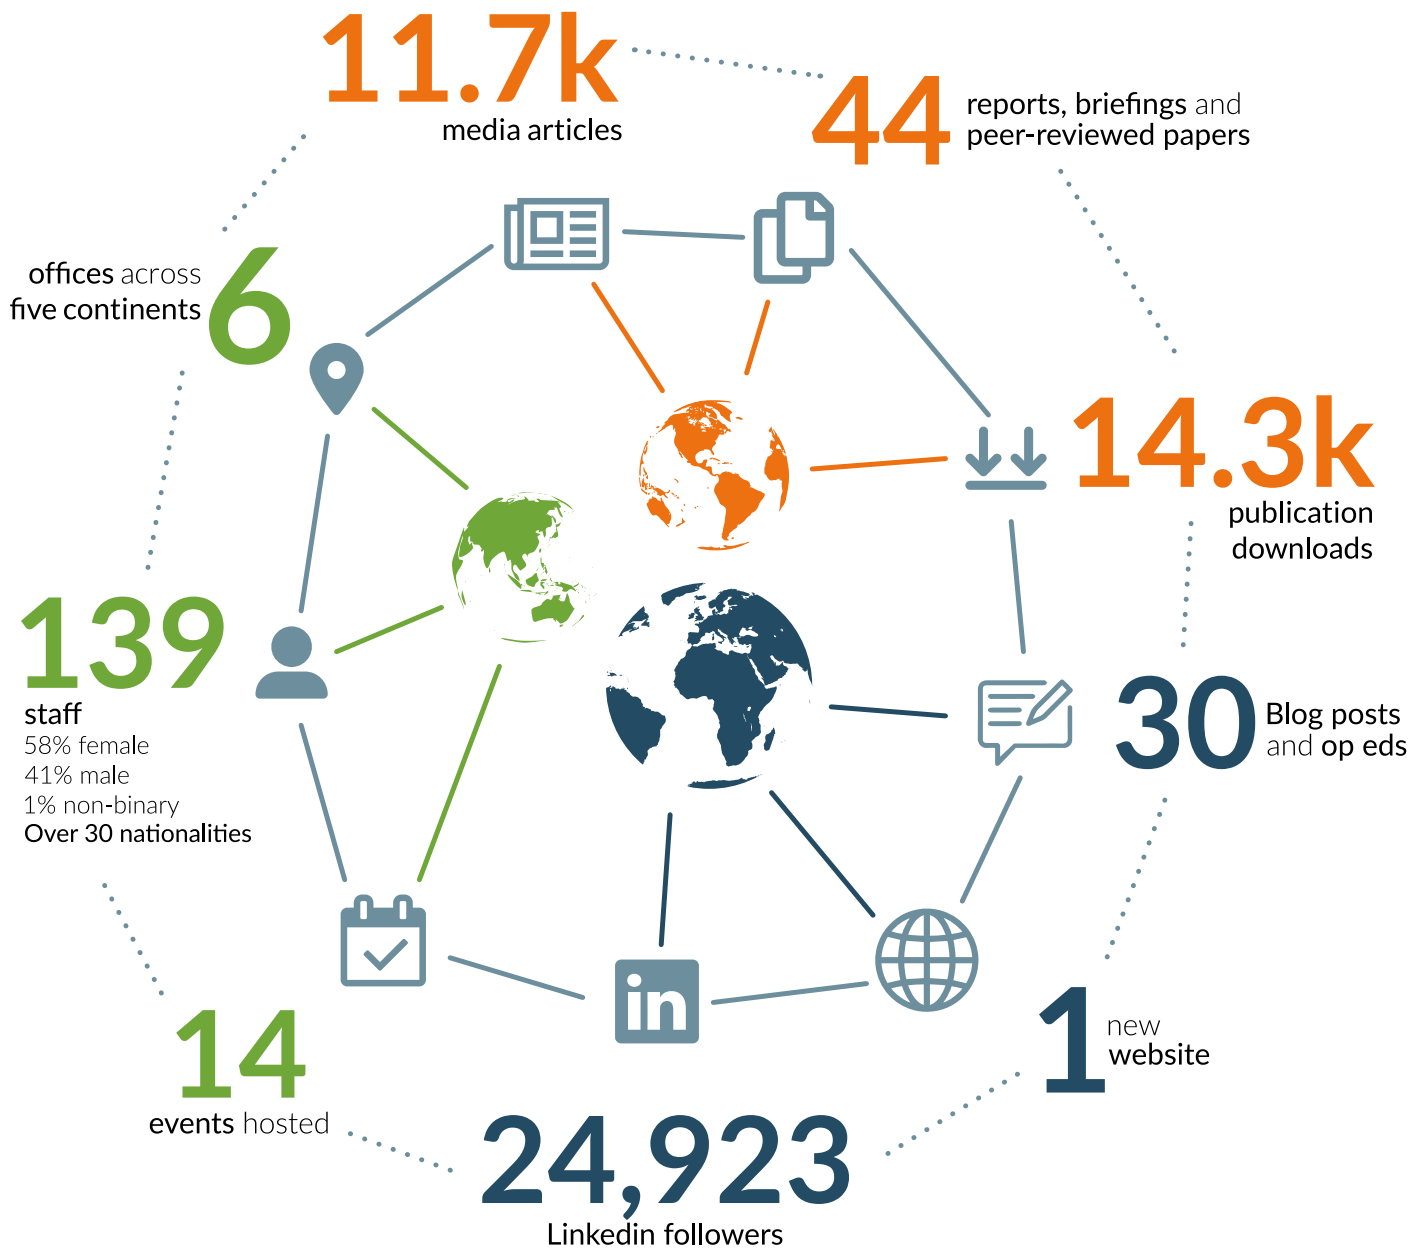 11.7k
media articles
44
reports, briefings and
peer-reviewed papers
6
offices across
five continents
14.3k
publication
downloads
139
staff
58% female
41% male
1% non-binary
Over 30 nationalities
30
Blog posts
and op eds
in
14
events hosted
1
new
website
24,923
Linkedin followers